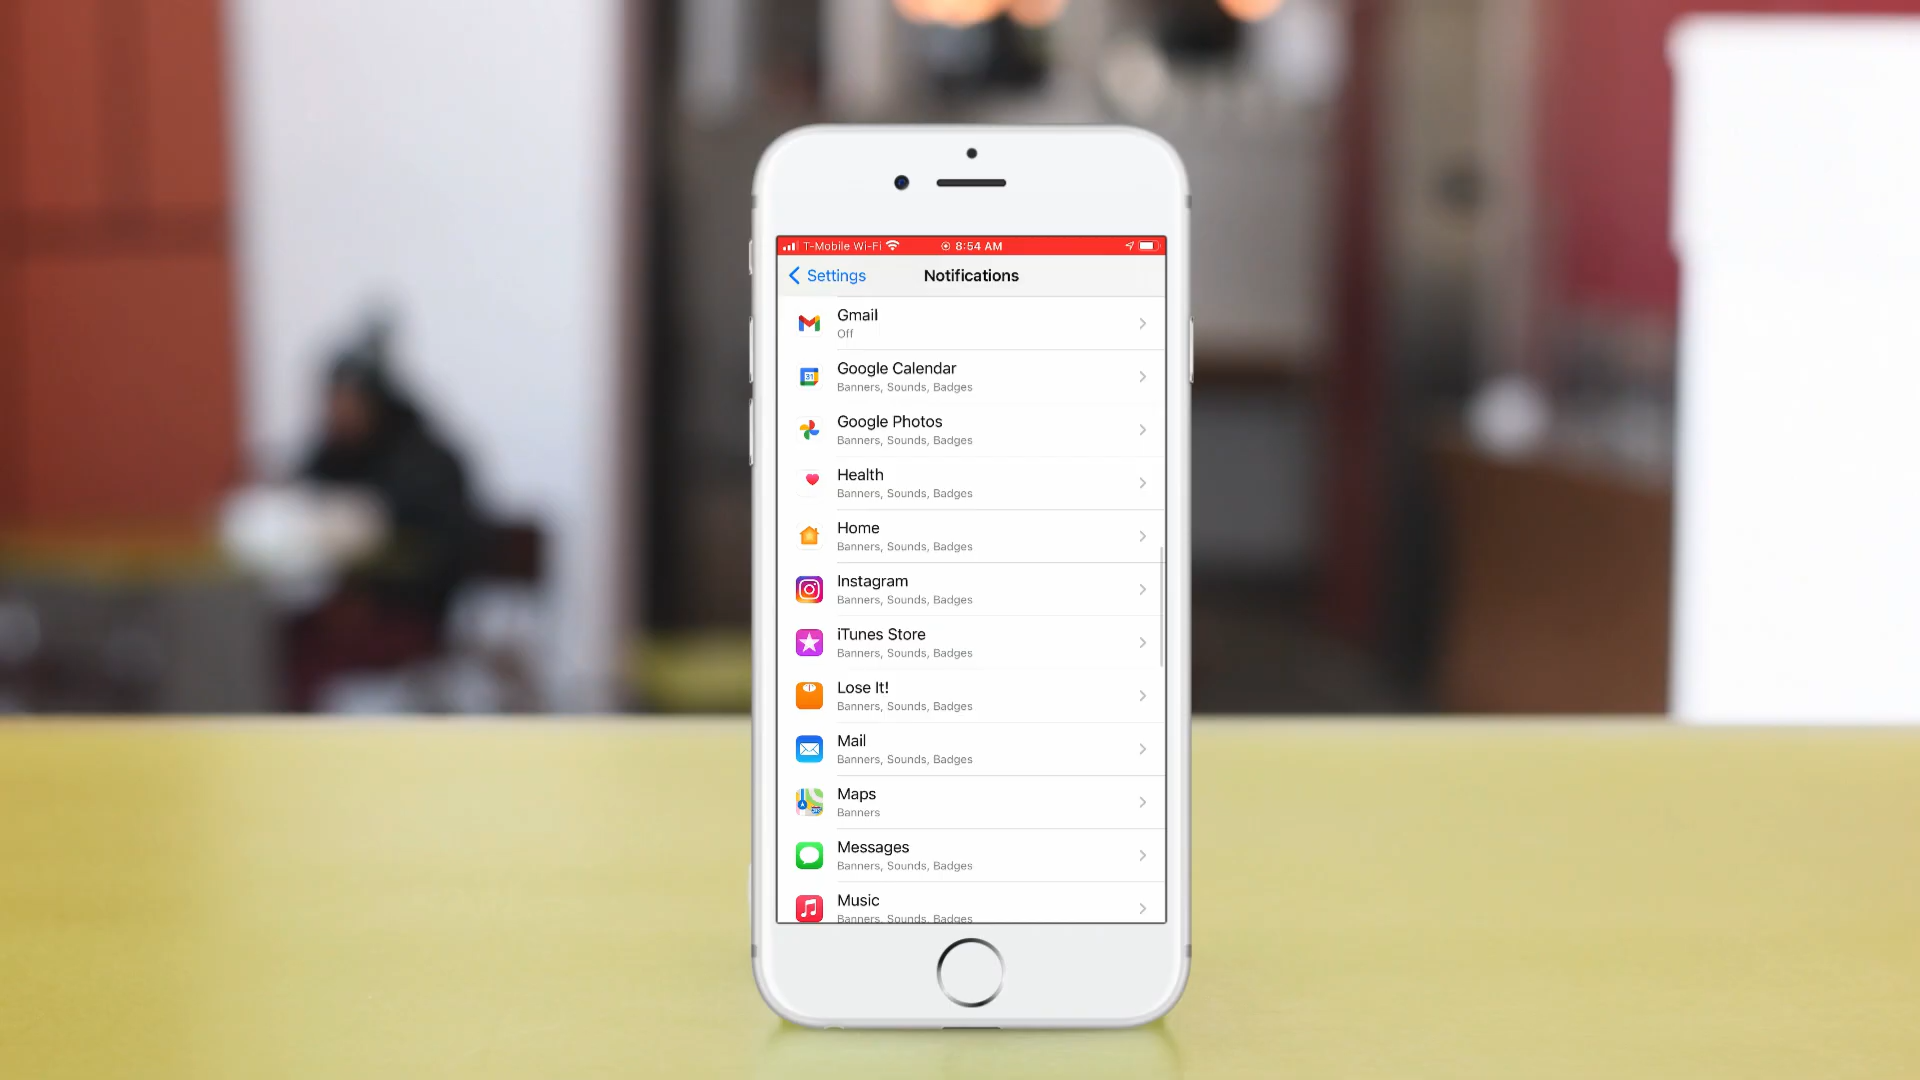 T-Mobile Wi-Fi 8:54 AM
Settings Notifications
Gmail
Off
Google Calendar
Banners, Sounds, Badges
Google Photos
Banners, Sounds, Badges
Health
Banners, Sounds, Badges
Home
Banners, Sounds, Badges
Instagram
Banners, Sounds, Badges
iTunes Store
Banners, Sounds, Badges
Lose It!
Banners, Sounds, Badges
Mail
Banners, Sounds, Badges
Maps
Banners
Messages
Banners, Sounds, Badges
Music
Banners, Sounds, Badges